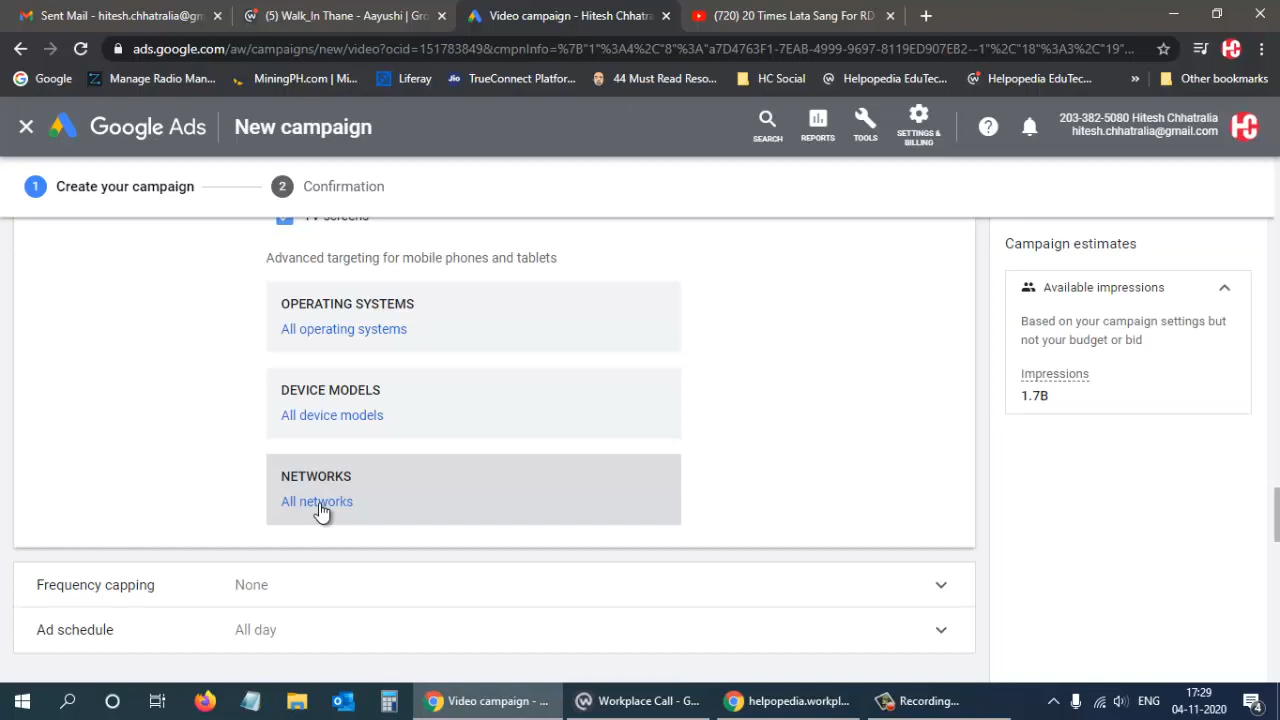 Sent Mail - hitesh.chhatralia@gm
(5) Walk_In Thane - Aayushi | Gro
Video campaign - Hitesh Chhatra
(720) 20 Times Lata Sang For RD
ads.google.com/aw/campaigns/new/video?ocid=151783849&cmpnInfo=%7B"1"%3A4%2C"8"%3A"a7D4763F1-7EAB-4999-9697-8119ED907EB2--1"%2C"18"%3A3%2C"19"...
Google
Manage Radio Man...
MiningPH.com | Mi...
Liferay
TrueConnect Platfor...
44 Must Read Reso...
HC Social
Helpopedia EduTec...
Helpopedia EduTec...
»
Other bookmarks
Google Ads
New campaign
SEARCH
REPORTS
TOOLS
SETTINGS &
BILLING
203-382-5080 Hitesh Chhatralia
hitesh.chhatralia@gmail.com
HC
1 Create your campaign
2 Confirmation
TV screens
Advanced targeting for mobile phones and tablets
OPERATING SYSTEMS
All operating systems
DEVICE MODELS
All device models
NETWORKS
All networks
Frequency capping None
Ad schedule All day
Campaign estimates
Available impressions
Based on your campaign settings but
not your budget or bid
Impressions
1.7B
Video campaign - ...
Workplace Call - G...
helpopedia.workpl...
Recording...
ENG
17:29
04-11-2020
4